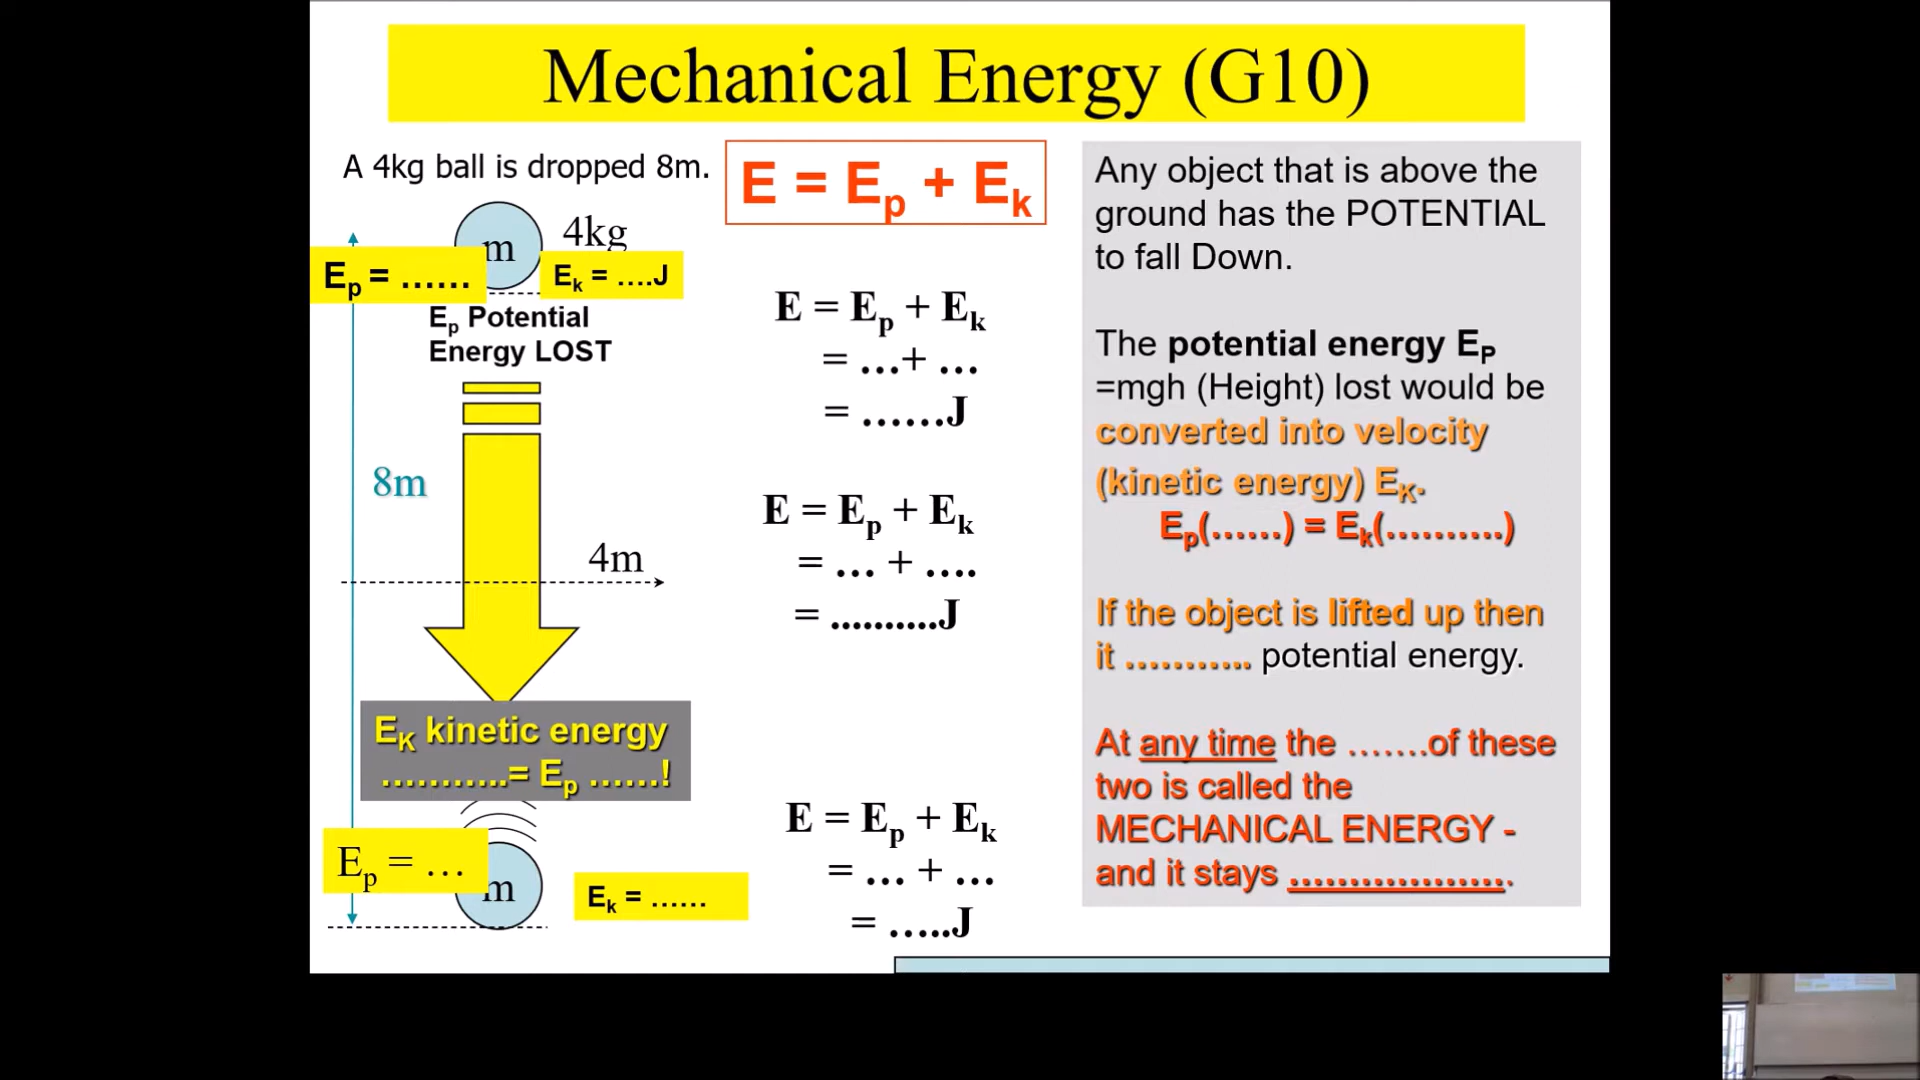 Mechanical Energy (G10)
A 4kg ball is dropped 8m.
E = Ep + Ek
m
4kg
Ep = ......
Ek = ....J
Ep Potential
Energy LOST
8m
4m
EK kinetic energy
...........= Ep ......!
Ep = ...
m
Ek = ......
E = Ep + Ek
= ...+ ...
= ......J
E = Ep + Ek
= ... + ....
= ..........J
E = Ep + Ek
= ... + ...
= .....J
Any object that is above the
ground has the POTENTIAL
to fall Down.
The potential energy EP
=mgh (Height) lost would be
converted into velocity
(kinetic energy) EK.
Ep(......) = Ek(..........)
If the object is lifted up then
it ........... potential energy.
At any time the .......of these
two is called the
MECHANICAL ENERGY -
and it stays ..................